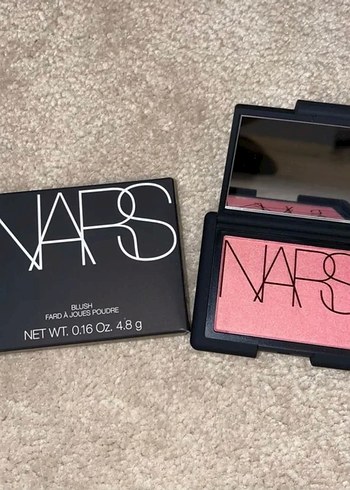 NARS
BLUSH
FARD À JOUES POUDRE
NET WT. 0.16 Oz. 4.8 g
NARS